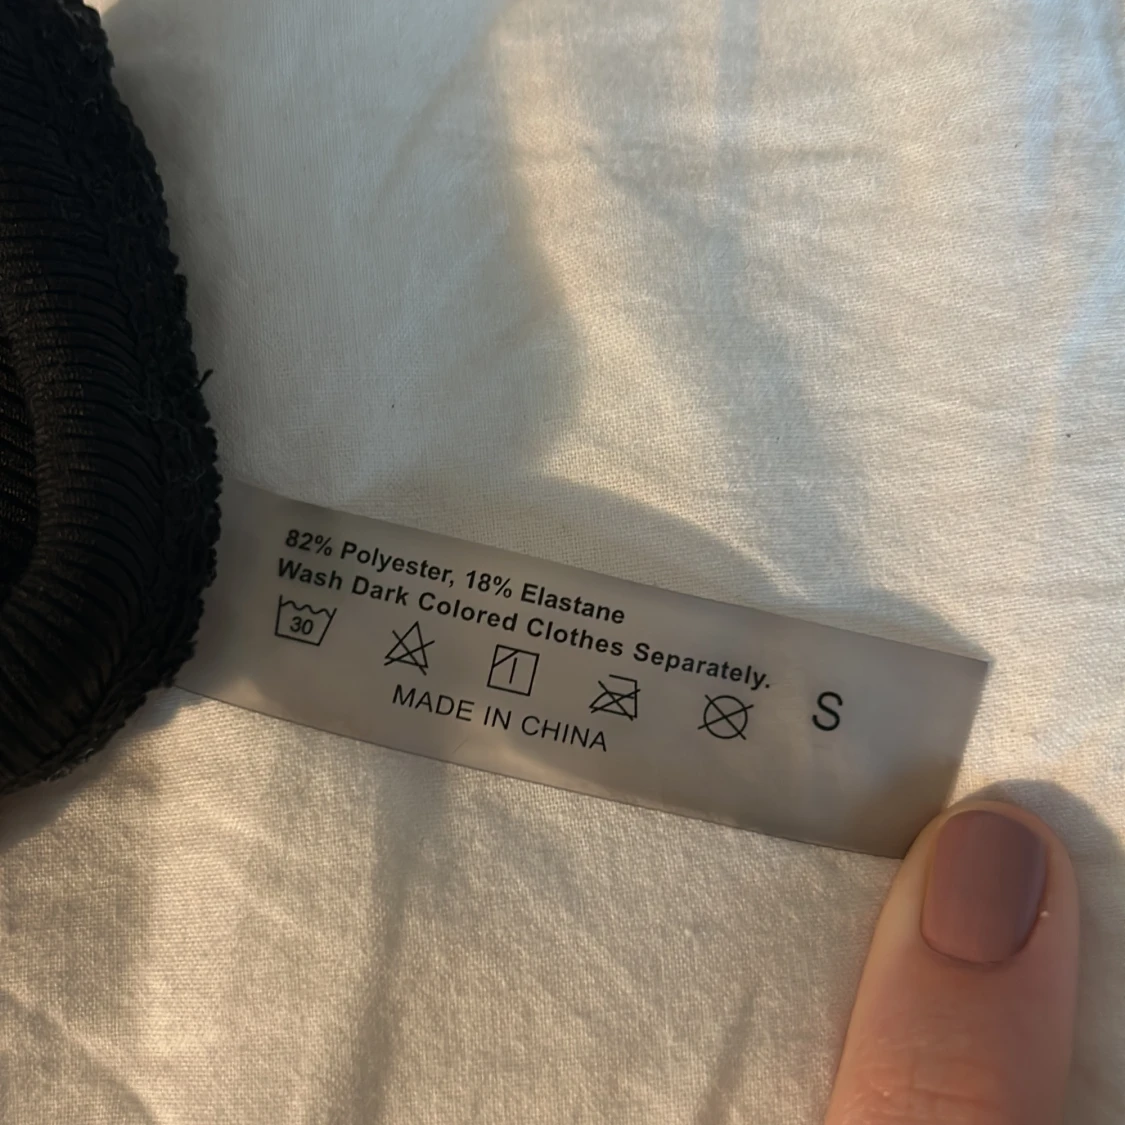 82% Polyester, 18% Elastane
Wash Dark Colored Clothes Separately.
30
S
MADE IN CHINA